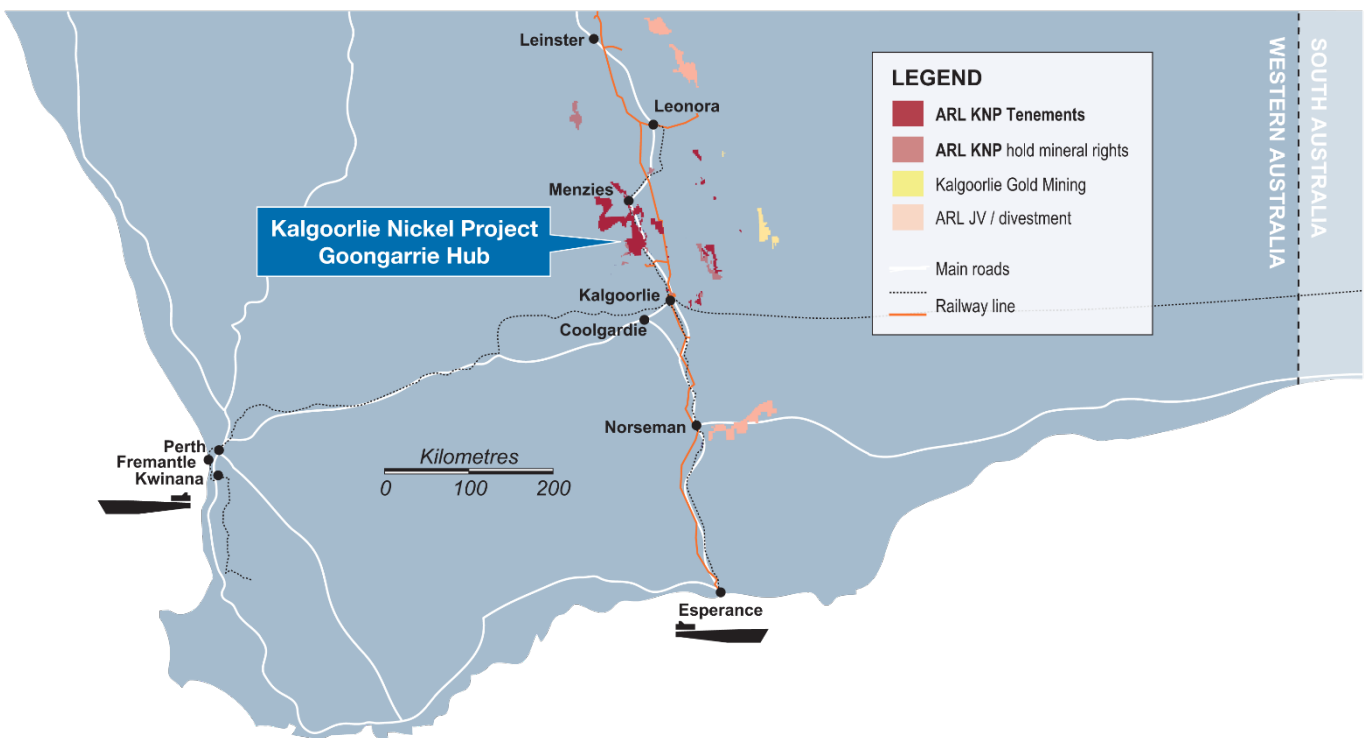 Leinster
Leonora
Menzies
Kalgoorlie Nickel Project
Goongarrie Hub
Kalgoorlie
Coolgardie
Perth
Fremantle
Kwinana
Norseman
Kilometres
0 100 200
Esperance
LEGEND
ARL KNP Tenements
ARL KNP hold mineral rights
Kalgoorlie Gold Mining
ARL JV / divestment
Main roads
Railway line
WESTERN AUSTRALIA
SOUTH AUSTRALIA